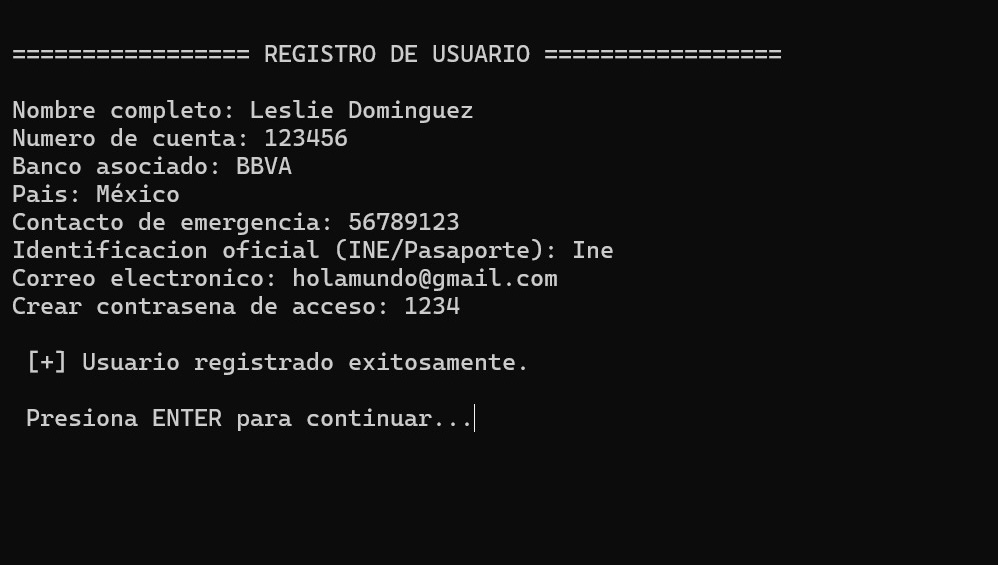 ================= REGISTRO DE USUARIO =================
Nombre completo: Leslie Dominguez
Numero de cuenta: 123456
Banco asociado: BBVA
Pais: México
Contacto de emergencia: 56789123
Identificacion oficial (INE/Pasaporte): Ine
Correo electronico: holamundo@gmail.com
Crear contrasena de acceso: 1234
[+] Usuario registrado exitosamente.
Presiona ENTER para continuar...